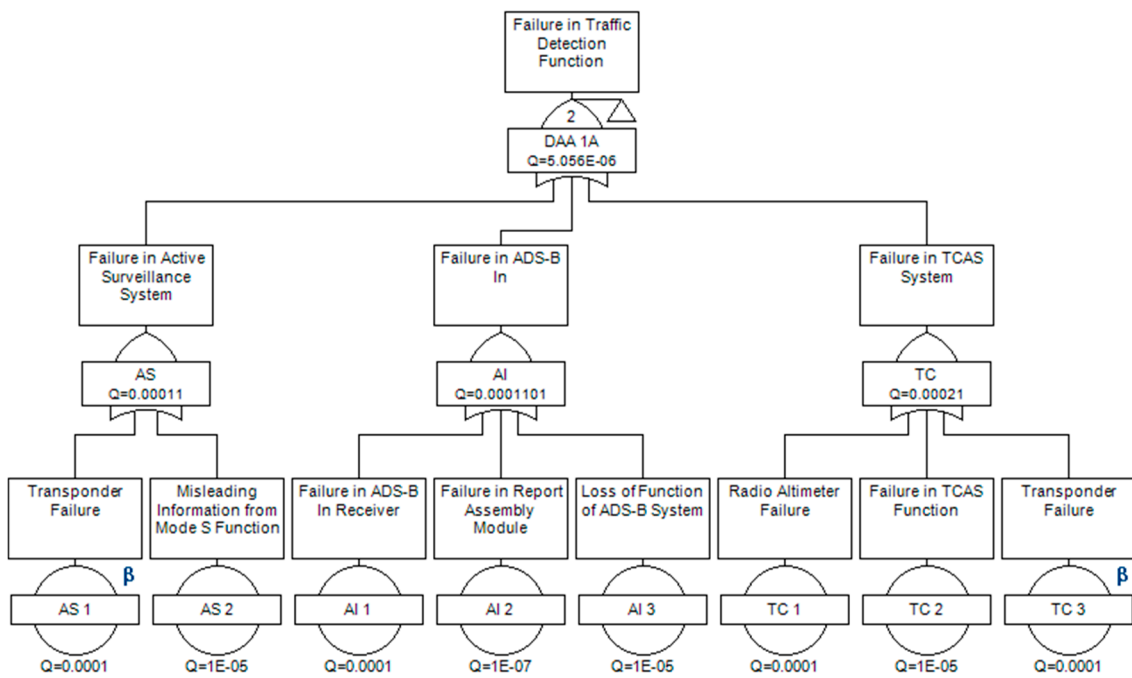 Failure in Traffic
Detection
Function
2
DAA 1A
Q=5.056E-06
Failure in Active
Surveillance
System
Failure in ADS-B
In
Failure in TCAS
System
AS
Q=0.00011
AI
Q=0.0001101
TC
Q=0.00021
Transponder
Failure
Misleading
Information from
Mode S Function
Failure in ADS-B
In Receiver
Failure in Report
Assembly
Module
Loss of Function
of ADS-B System
Radio Altimeter
Failure
Failure in TCAS
Function
Transponder
Failure
β
β
AS 1
AS 2
AI 1
AI 2
AI 3
TC 1
TC 2
TC 3
Q=0.0001
Q=1E-05
Q=0.0001
Q=1E-07
Q=1E-05
Q=0.0001
Q=1E-05
Q=0.0001